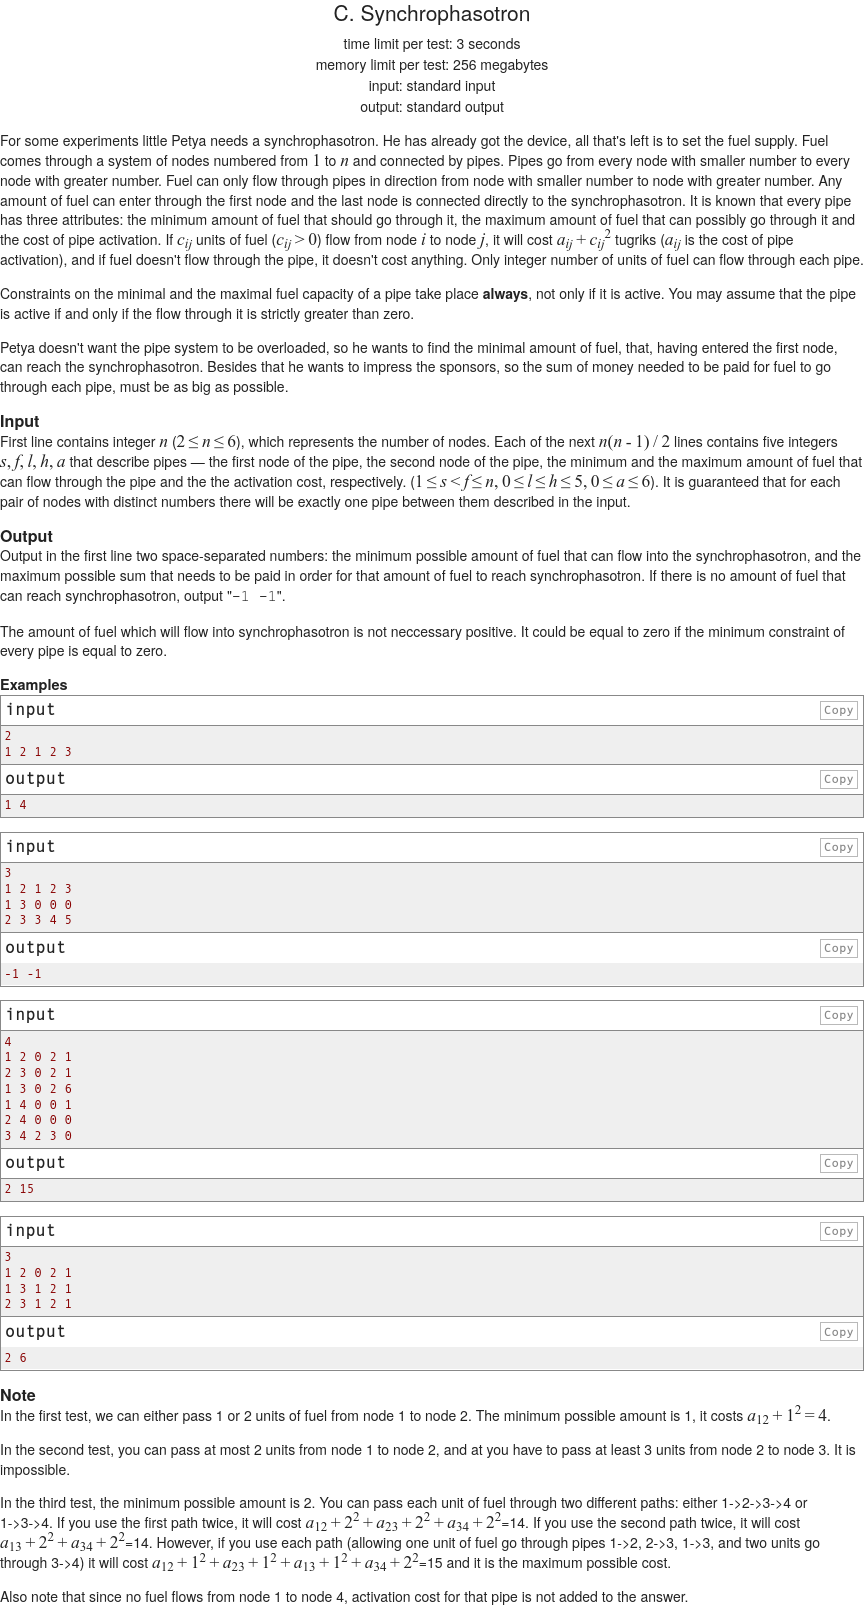 C. Synchrophasotron
time limit per test: 3 seconds
memory limit per test: 256 megabytes
input: standard input
output: standard output
For some experiments little Petya needs a synchrophasotron. He has already got the device, all that's left is to set the fuel supply. Fuel
comes through a system of nodes numbered from 1 to n and connected by pipes. Pipes go from every node with smaller number to every
node with greater number. Fuel can only flow through pipes in direction from node with smaller number to node with greater number. Any
amount of fuel can enter through the first node and the last node is connected directly to the synchrophasotron. It is known that every pipe
has three attributes: the minimum amount of fuel that should go through it, the maximum amount of fuel that can possibly go through it and
the cost of pipe activation. If c_{ij} units of fuel (c_{ij} > 0) flow from node i to node j, it will cost a_{ij} + c_{ij}^2 tugriks (a_{ij} is the cost of pipe
activation), and if fuel doesn't flow through the pipe, it doesn't cost anything. Only integer number of units of fuel can flow through each pipe.
Constraints on the minimal and the maximal fuel capacity of a pipe take place always, not only if it is active. You may assume that the pipe
is active if and only if the flow through it is strictly greater than zero.
Petya doesn't want the pipe system to be overloaded, so he wants to find the minimal amount of fuel, that, having entered the first node,
can reach the synchrophasotron. Besides that he wants to impress the sponsors, so the sum of money needed to be paid for fuel to go
through each pipe, must be as big as possible.
Input
First line contains integer n (2 ≤ n ≤ 6), which represents the number of nodes. Each of the next n(n - 1) / 2 lines contains five integers
s, f, l, h, a that describe pipes — the first node of the pipe, the second node of the pipe, the minimum and the maximum amount of fuel that
can flow through the pipe and the the activation cost, respectively. (1 ≤ s < f ≤ n, 0 ≤ l ≤ h ≤ 5, 0 ≤ a ≤ 6). It is guaranteed that for each
pair of nodes with distinct numbers there will be exactly one pipe between them described in the input.
Output
Output in the first line two space-separated numbers: the minimum possible amount of fuel that can flow into the synchrophasotron, and the
maximum possible sum that needs to be paid in order for that amount of fuel to reach synchrophasotron. If there is no amount of fuel that
can reach synchrophasotron, output "-1 -1".
The amount of fuel which will flow into synchrophasotron is not neccessary positive. It could be equal to zero if the minimum constraint of
every pipe is equal to zero.
Examples
input
Copy
2
1 2 1 2 3
output
Copy
1 4
input
Copy
3
1 2 1 2 3
1 3 0 0 0
2 3 3 4 5
output
Copy
-1 -1
input
Copy
4
1 2 0 2 1
2 3 0 2 1
1 3 0 2 6
1 4 0 0 1
2 4 0 0 0
3 4 2 3 0
output
Copy
2 15
input
Copy
3
1 2 0 2 1
1 3 1 2 1
2 3 1 2 1
output
Copy
2 6
Note
In the first test, we can either pass 1 or 2 units of fuel from node 1 to node 2. The minimum possible amount is 1, it costs a_{12} + 1^2 = 4.
In the second test, you can pass at most 2 units from node 1 to node 2, and at you have to pass at least 3 units from node 2 to node 3. It is
impossible.
In the third test, the minimum possible amount is 2. You can pass each unit of fuel through two different paths: either 1->2->3->4 or
1->3->4. If you use the first path twice, it will cost a_{12} + 2^2 + a_{23} + 2^2 + a_{34} + 2^2=14. If you use the second path twice, it will cost
a_{13} + 2^2 + a_{34} + 2^2=14. However, if you use each path (allowing one unit of fuel go through pipes 1->2, 2->3, 1->3, and two units go
through 3->4) it will cost a_{12} + 1^2 + a_{23} + 1^2 + a_{13} + 1^2 + a_{34} + 2^2=15 and it is the maximum possible cost.
Also note that since no fuel flows from node 1 to node 4, activation cost for that pipe is not added to the answer.